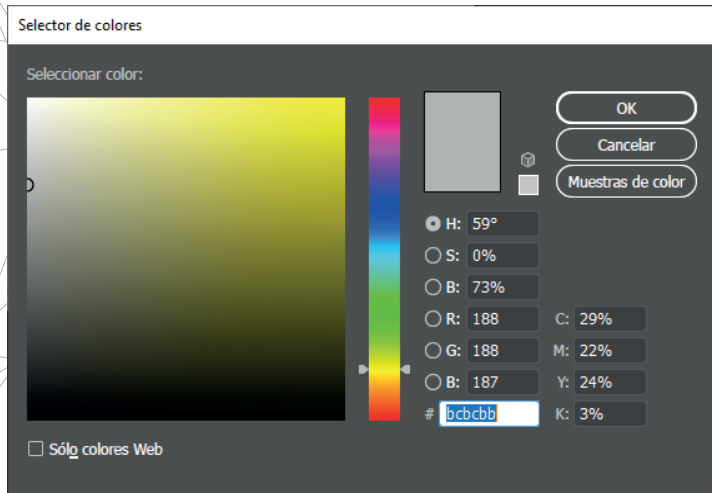 Selector de colores
Seleccionar color:
OK
Cancelar
Muestras de color
H: 59°
S: 0%
B: 73%
R: 188 C: 29%
G: 188 M: 22%
B: 187 Y: 24%
# bcbcbb K: 3%
Sólo colores Web